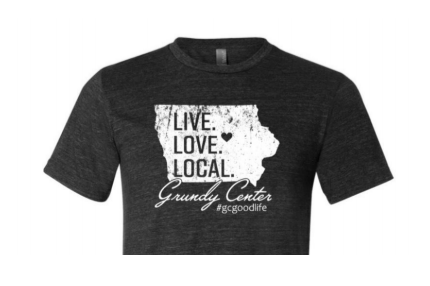 LIVE.
LOVE.
LOCAL.
Grundy Center
#gcgoodlife